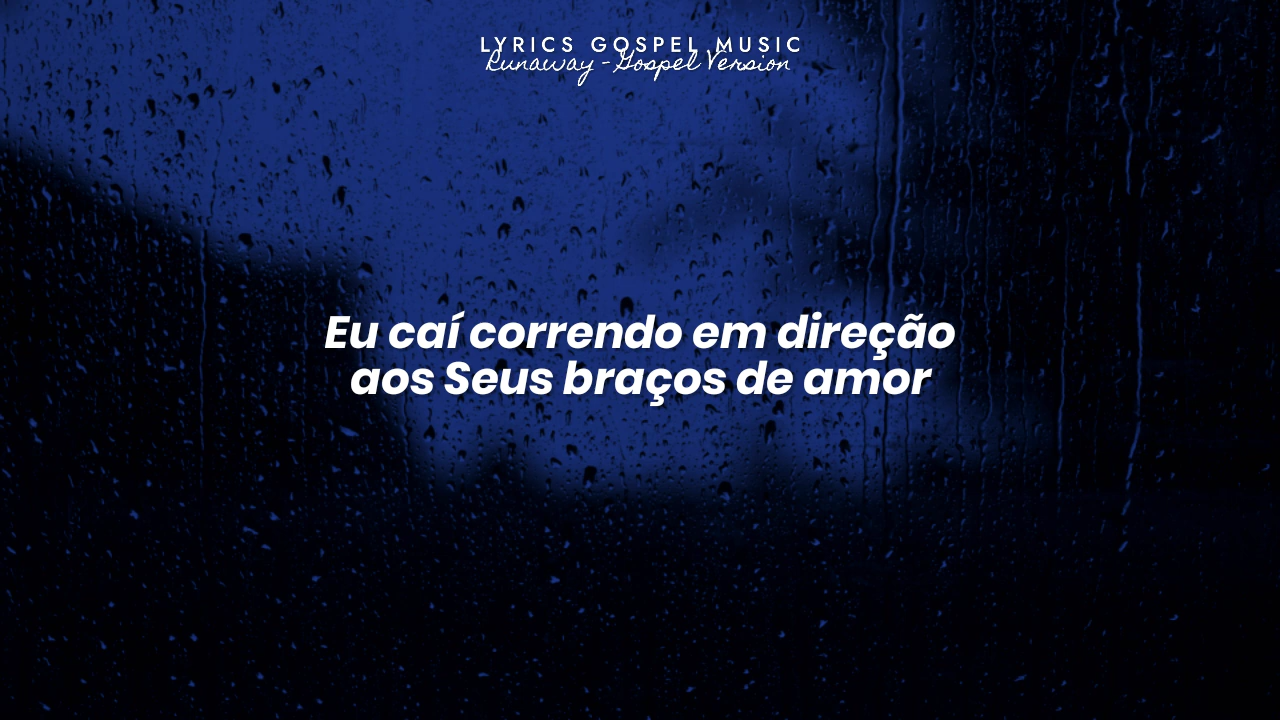 LYRICS GOSPEL MUSIC
Runaway - Gospel Version
Eu caí correndo em direção
aos Seus braços de amor